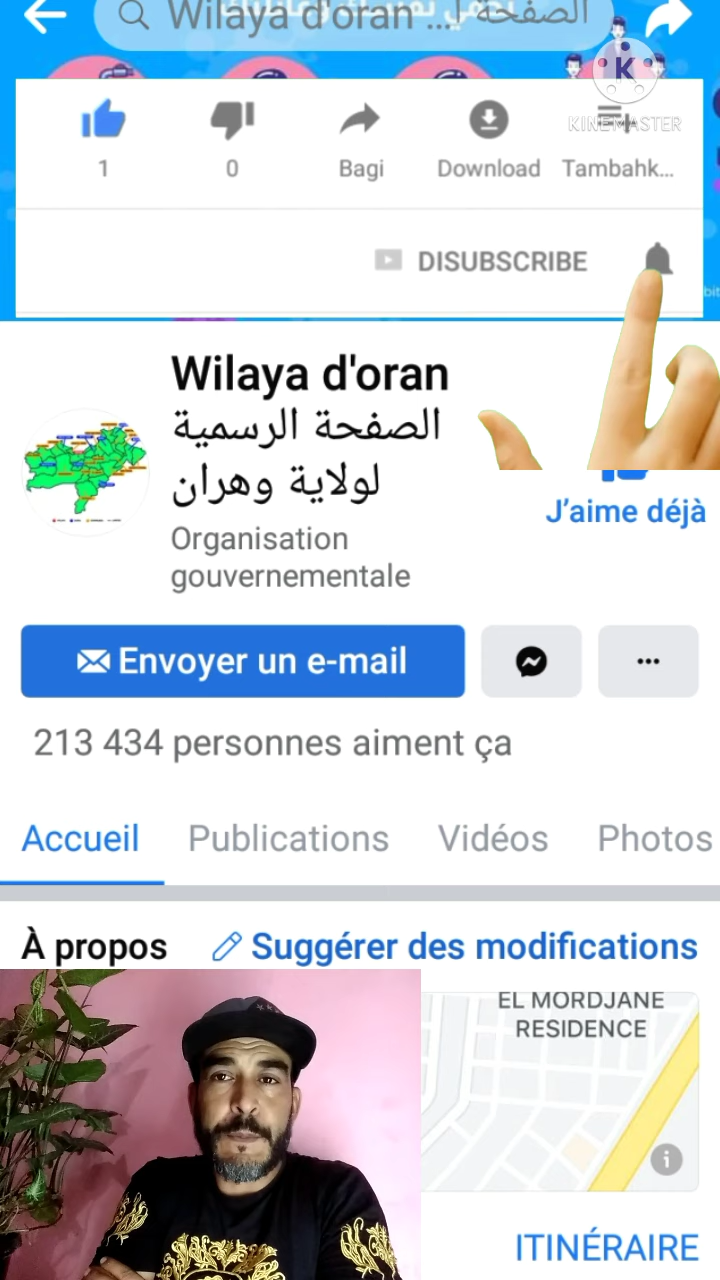 Wilaya d'oran ... الصفحة ا
K
KINEMASTER
1
0
Bagi
Download
Tambahk...
DISUBSCRIBE
Wilaya d'oran
الصفحة الرسمية
لولاية وهران
Organisation
gouvernementale
J’aime déjà
Envoyer un e-mail
213 434 personnes aiment ça
Accueil
Publications
Vidéos
Photos
À propos
Suggérer des modifications
EL MORDJANE
RESIDENCE
ITINÉRAIRE